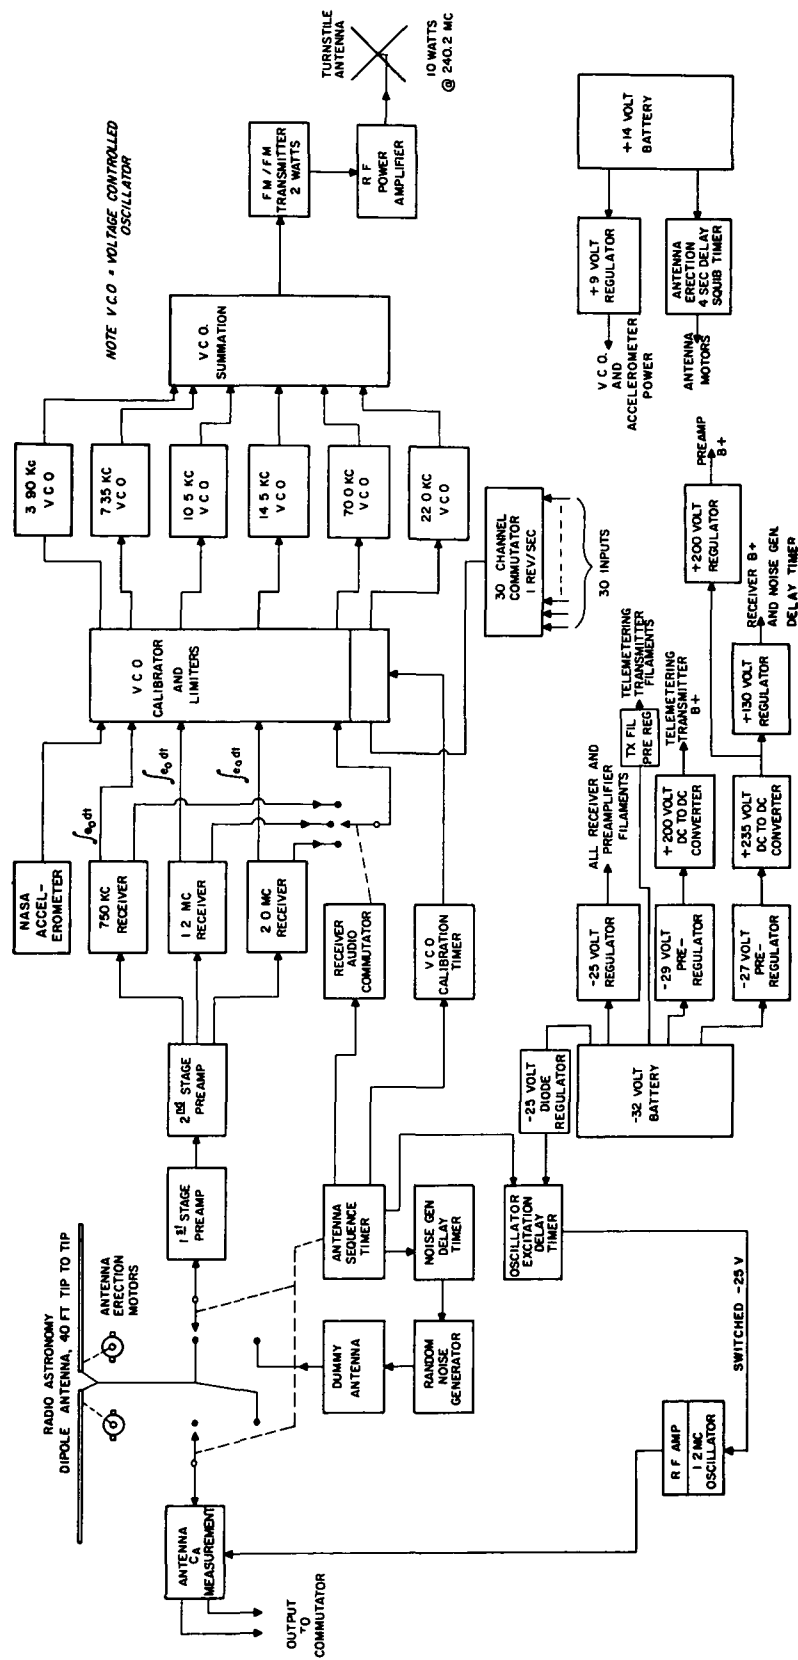 RADIO ASTRONOMY
DIPOLE ANTENNA, 40 FT TIP TO TIP
ANTENNA
ERECTION
MOTORS
ANTENNA
CA
MEASUREMENT
OUTPUT
TO
COMMUTATOR
1st STAGE
PREAMP
2nd STAGE
PREAMP
NASA
ACCEL-
EROMETER
750 KC
RECEIVER
1 2 MC
RECEIVER
2 0 MC
RECEIVER
∫e₀dt
∫e₀dt
∫e₀dt
RECEIVER
AUDIO
COMMUTATOR
V C O
CALIBRATION
TIMER
V C O
CALIBRATOR
AND
LIMITERS
3 90 Kc
V C O
7 35 KC
V C O
10 5 KC
V C O
14 5 KC
V C O
70 0 KC
V C O
22 0 KC
V C O
V C O.
SUMMATION
NOTE V C.O = VOLTAGE CONTROLLED
OSCILLATOR
FM / FM
TRANSMITTER
2 WATTS
R F
POWER
AMPLIFIER
TURNSTILE
ANTENNA
10 WATTS
@ 240.2 MC
30 CHANNEL
COMMUTATOR
1 REV/SEC
30 INPUTS
DUMMY
ANTENNA
RANDOM
NOISE
GENERATOR
ANTENNA
SEQUENCE
TIMER
NOISE GEN
DELAY
TIMER
OSCILLATOR
EXCITATION
DELAY
TIMER
-25 VOLT
DIODE
REGULATOR
SWITCHED -25 V
R F AMP
1 2 MC
OSCILLATOR
-32 VOLT
BATTERY
-25 VOLT
REGULATOR
ALL RECEIVER AND
PREAMPLIFIER
FILAMENTS
TX FIL
PRE REG
TELEMETERING
TRANSMITTER
FILAMENTS
-29 VOLT
PRE-
REGULATOR
+200 VOLT
DC TO DC
CONVERTER
TELEMETERING
TRANSMITTER
B+
-27 VOLT
PRE-
REGULATOR
+235 VOLT
DC TO DC
CONVERTER
+130 VOLT
REGULATOR
RECEIVER B+
AND NOISE GEN.
DELAY TIMER
+200 VOLT
REGULATOR
PREAMP
B+
+14 VOLT
BATTERY
+9 VOLT
REGULATOR
V C O.
AND
ACCELEROMETER
POWER
ANTENNA
ERECTION
4 SEC DELAY
SQUIB TIMER
ANTENNA
MOTORS